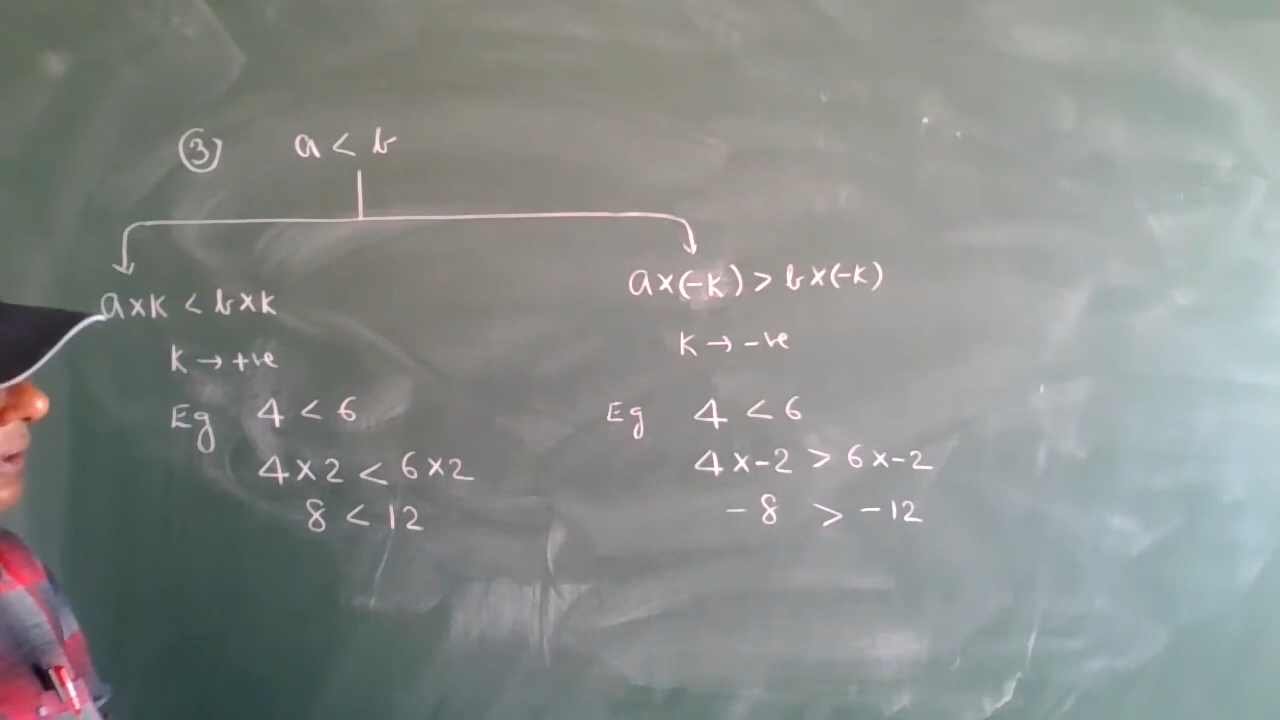 ③ a < b
a×K < b×K
K → +ve
Eg 4 < 6
4×2 < 6×2
8 < 12
a×(-K) > b×(-K)
K → -ve
Eg 4 < 6
4×-2 > 6×-2
-8 > -12